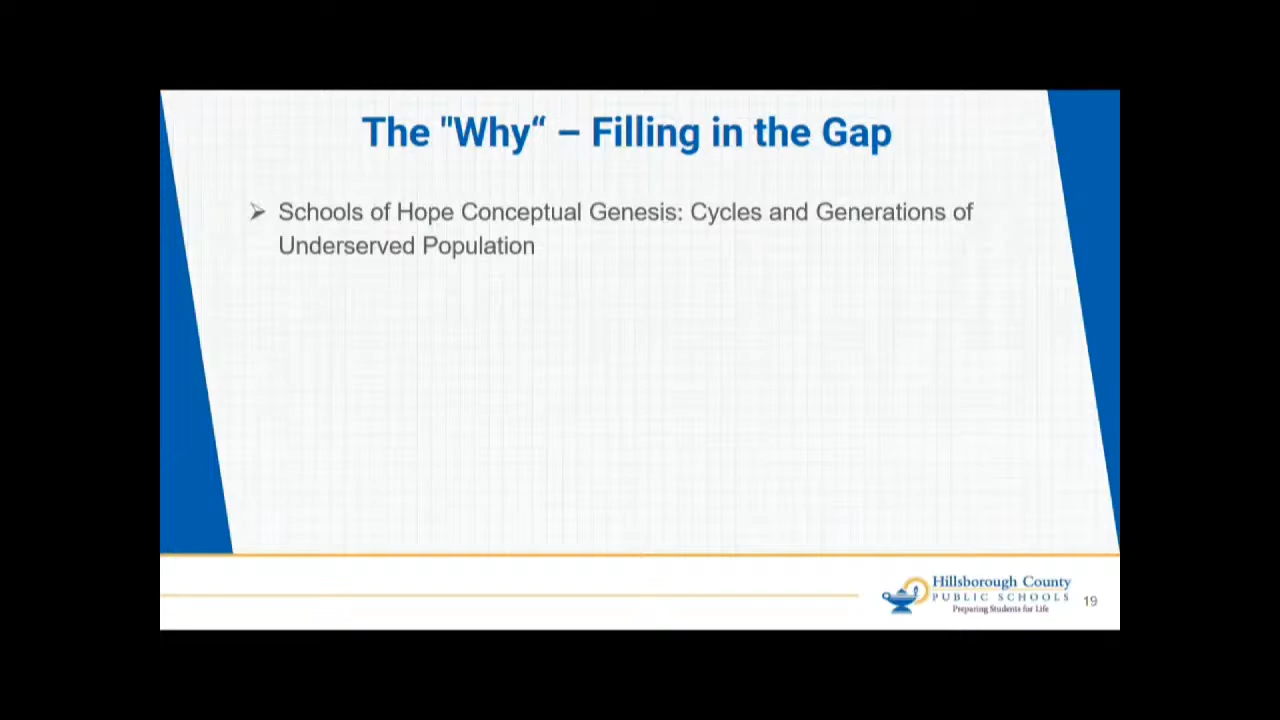 The "Why“ – Filling in the Gap
➢ Schools of Hope Conceptual Genesis: Cycles and Generations of
Underserved Population
Hillsborough County
PUBLIC SCHOOLS
Preparing Students for Life
19